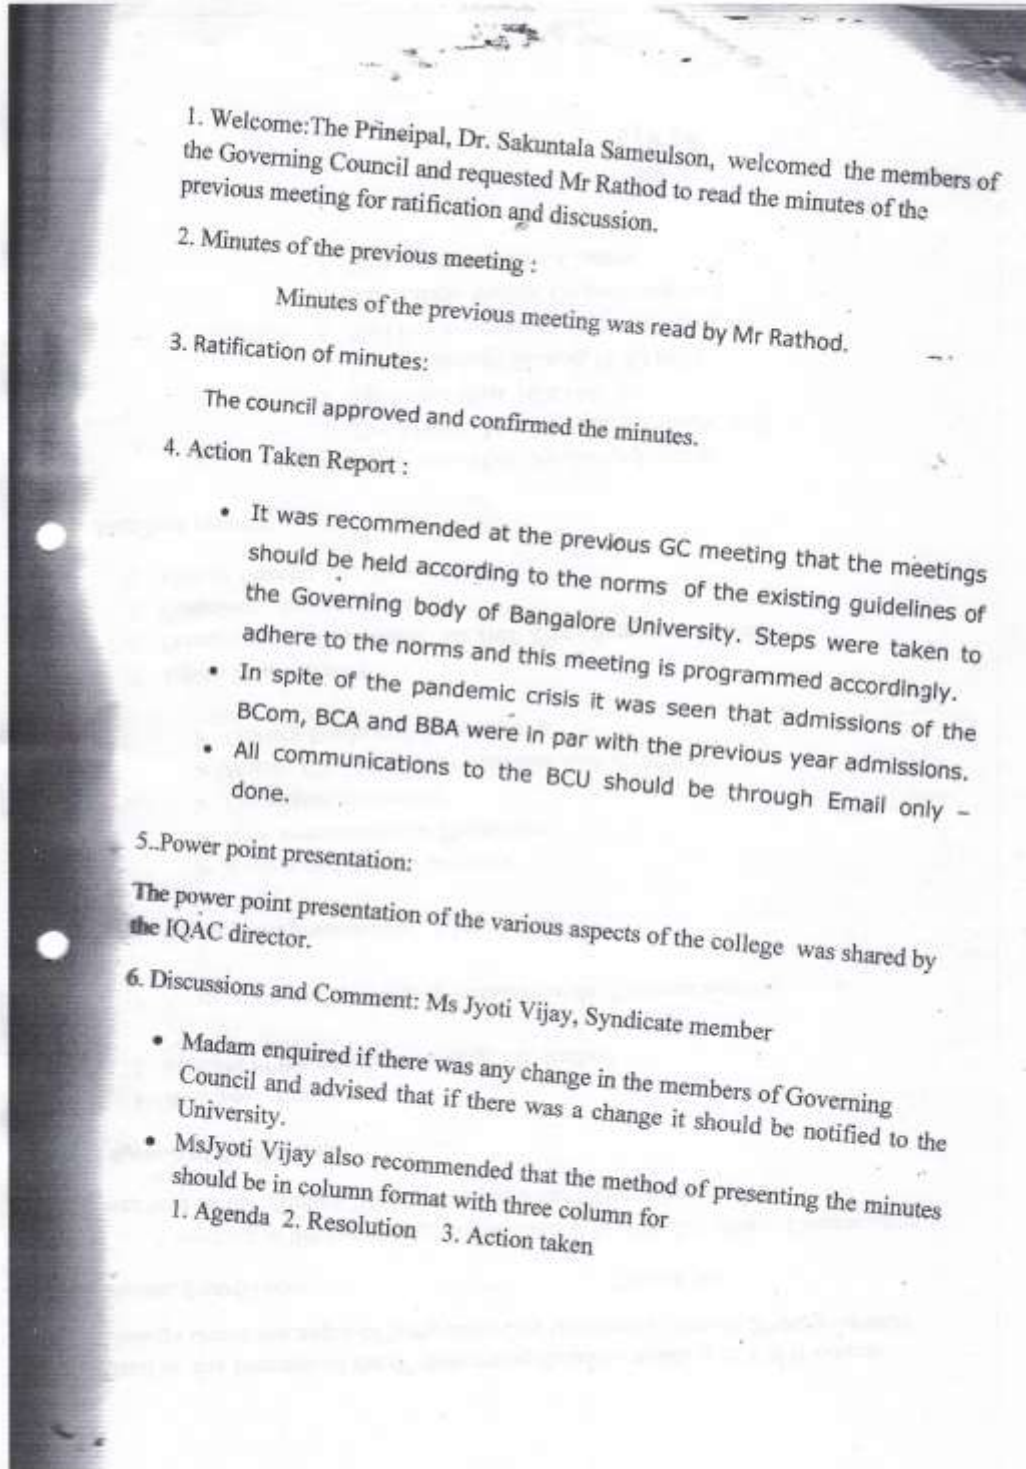 1. Welcome:The Principal, Dr. Sakuntala Sameulson, welcomed the members of
the Governing Council and requested Mr Rathod to read the minutes of the
previous meeting for ratification and discussion.
2. Minutes of the previous meeting :
Minutes of the previous meeting was read by Mr Rathod.
3. Ratification of minutes:
The council approved and confirmed the minutes.
4. Action Taken Report :
• It was recommended at the previous GC meeting that the meetings
should be held according to the norms of the existing guidelines of
the Governing body of Bangalore University. Steps were taken to
adhere to the norms and this meeting is programmed accordingly.
• In spite of the pandemic crisis it was seen that admissions of the
BCom, BCA and BBA were in par with the previous year admissions.
• All communications to the BCU should be through Email only –
done.
5..Power point presentation:
The power point presentation of the various aspects of the college was shared by
the IQAC director.
6. Discussions and Comment: Ms Jyoti Vijay, Syndicate member
• Madam enquired if there was any change in the members of Governing
Council and advised that if there was a change it should be notified to the
University.
• MsJyoti Vijay also recommended that the method of presenting the minutes
should be in column format with three column for
1. Agenda 2. Resolution 3. Action taken